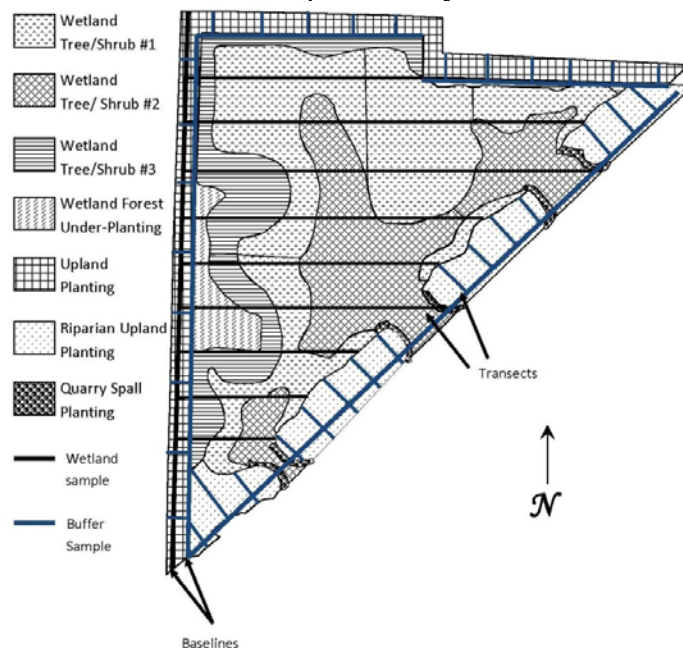 Wetland
Tree/Shrub #1
Wetland
Tree/ Shrub #2
Wetland
Tree/Shrub #3
Wetland Forest
Under-Planting
Upland
Planting
Riparian Upland
Planting
Quarry Spall
Planting
Wetland
sample
Buffer
Sample
Transects
N
Baselines